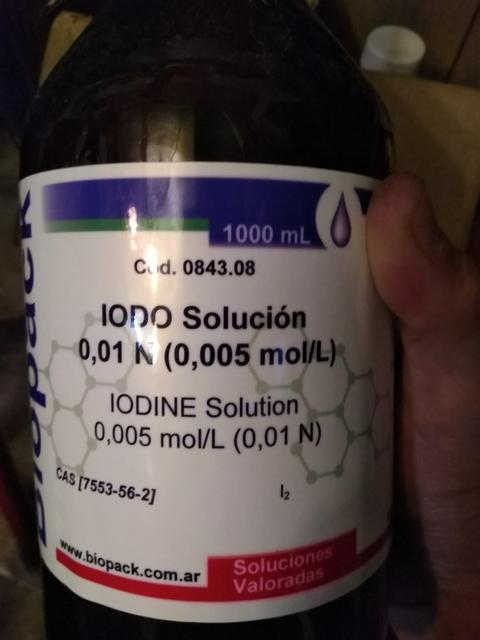 Biopack
1000 mL
Cod. 0843.08
IODO Solución
0,01 N (0,005 mol/L)
IODINE Solution
0,005 mol/L (0,01 N)
CAS [7553-56-2]
I₂
www.biopack.com.ar
Soluciones
Valoradas